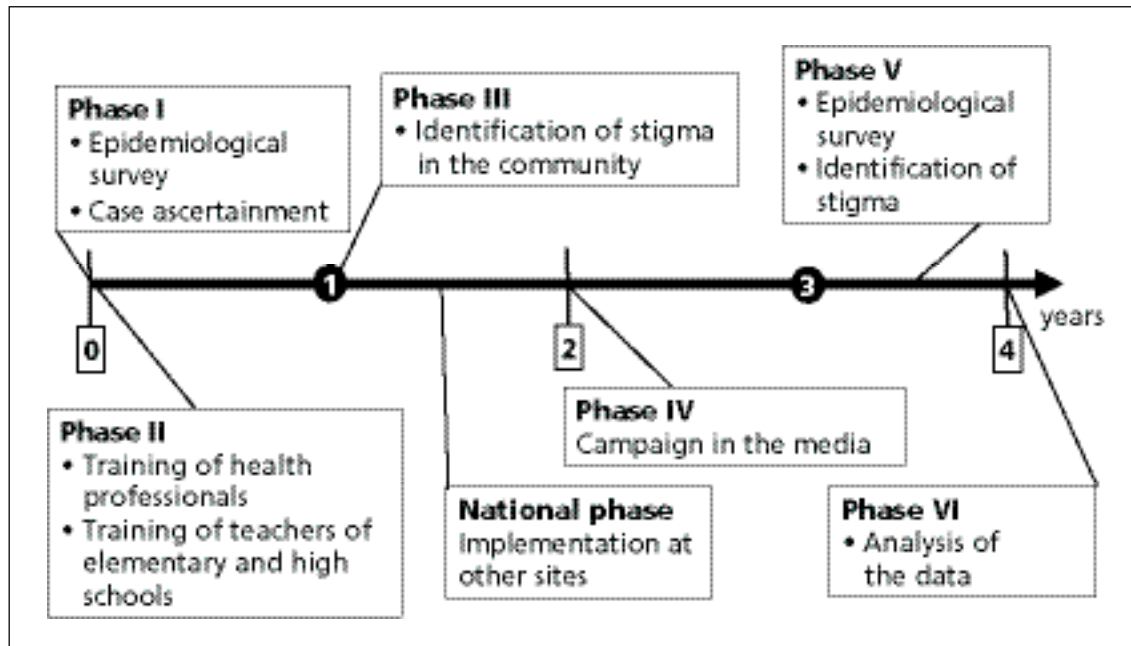 Phase I
• Epidemiological
survey
• Case ascertainment
Phase III
• Identification of stigma
in the community
Phase V
• Epidemiological
survey
• Identification of
stigma
1
3
years
0
2
4
Phase II
• Training of health
professionals
• Training of teachers of
elementary and high
schools
Phase IV
Campaign in the media
National phase
Implementation at
other sites
Phase VI
• Analysis of
the data